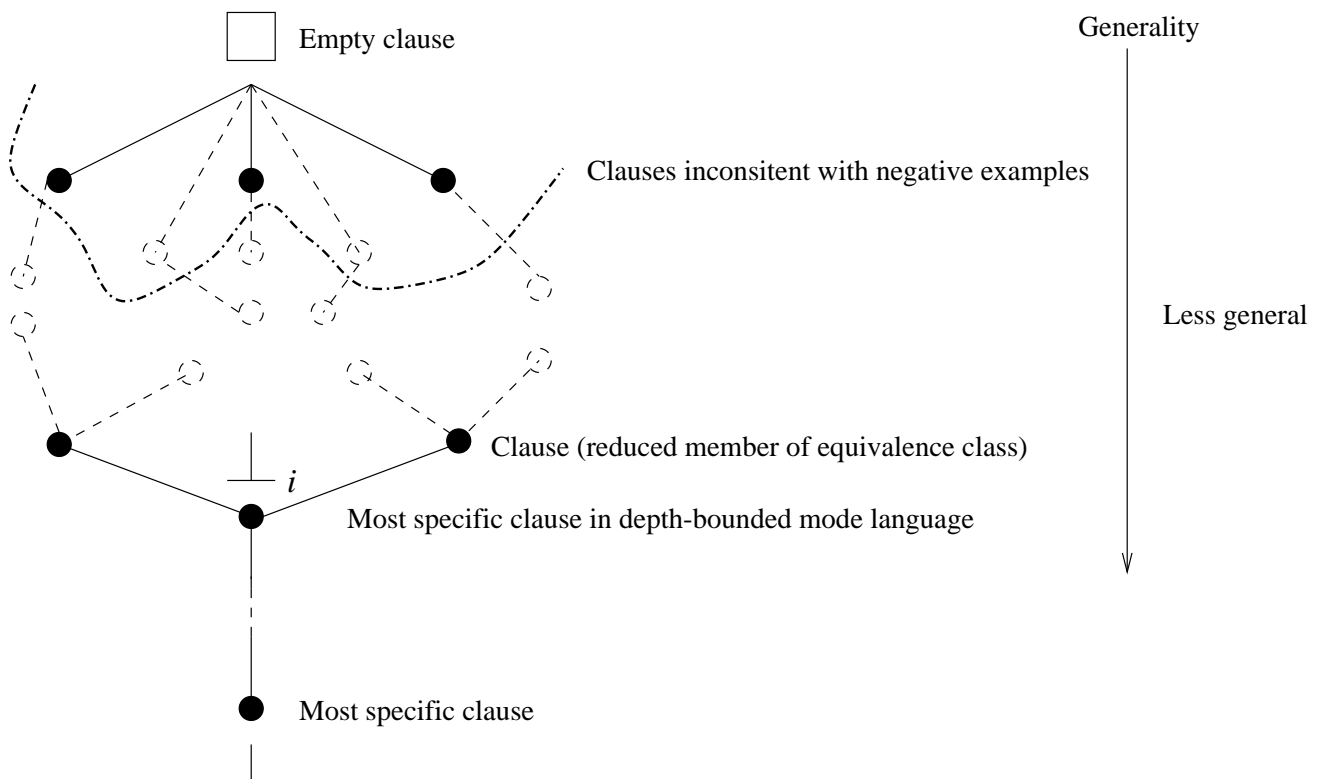 Empty clause
Generality
Clauses inconsitent with negative examples
Less general
Clause (reduced member of equivalence class)
⊥ i
Most specific clause in depth-bounded mode language
Most specific clause